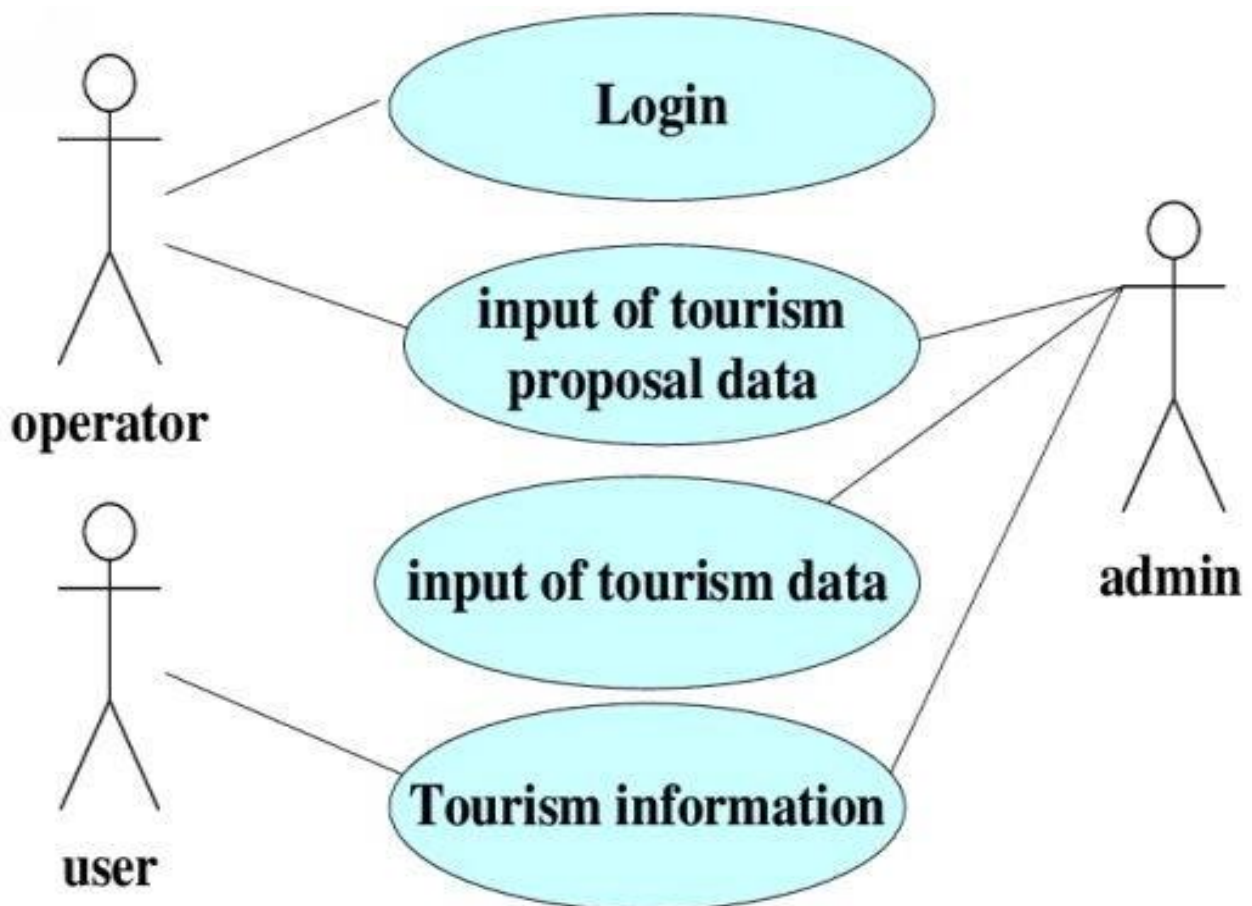 Login
input of tourism
proposal data
operator
input of tourism data
admin
Tourism information
user